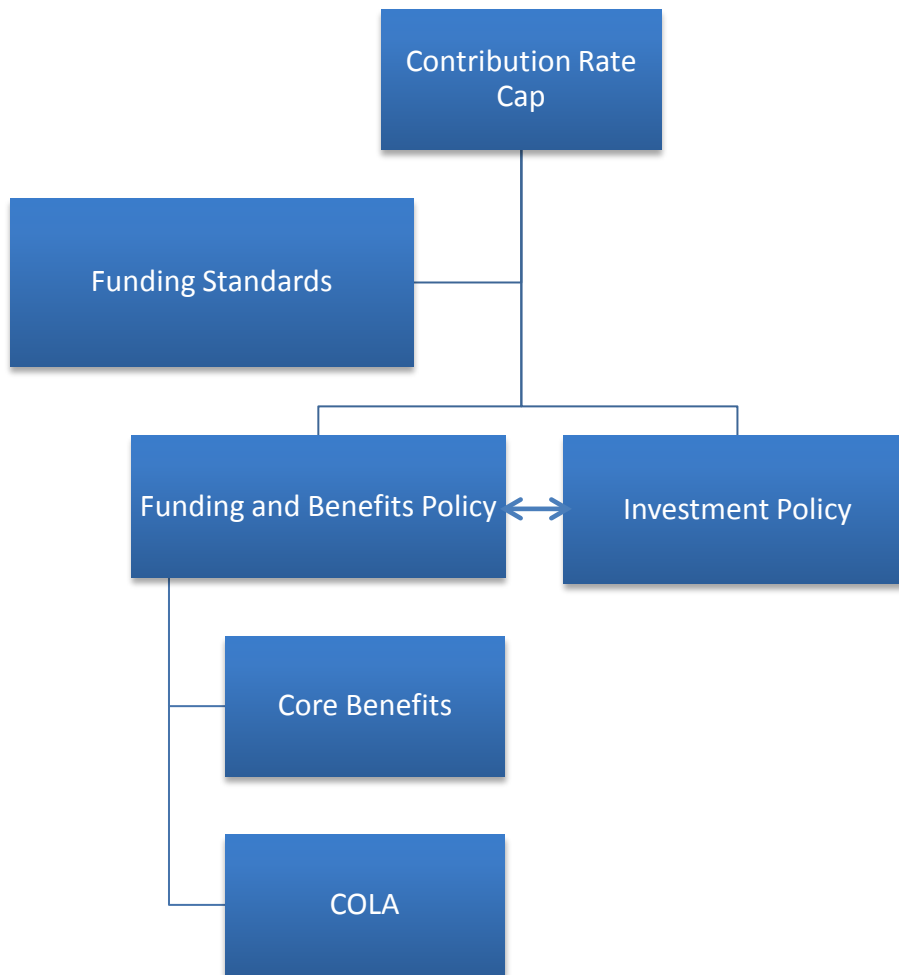 Contribution Rate
Cap
Funding Standards
Funding and Benefits Policy
Investment Policy
Core Benefits
COLA